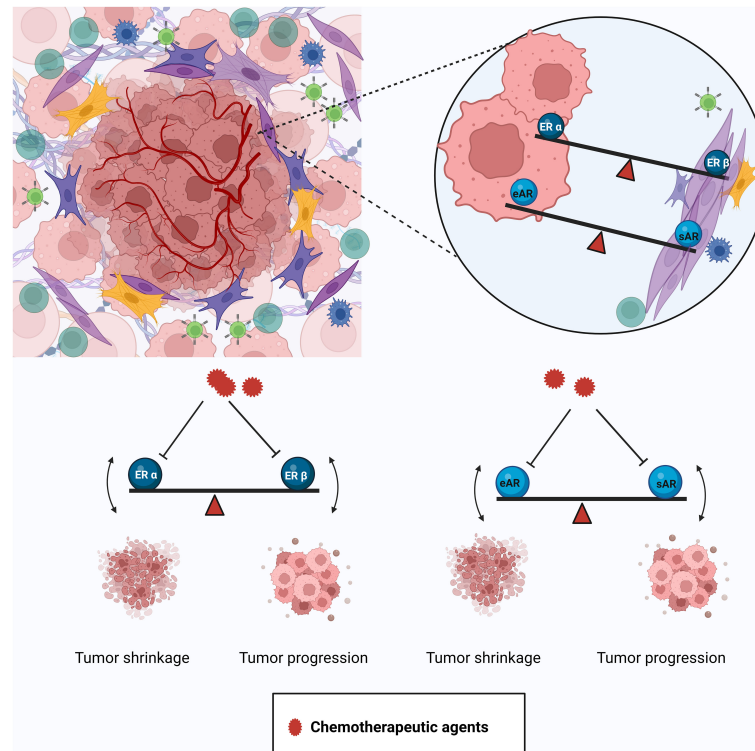 ER α
ER β
eAR
sAR
ER α
ER β
eAR
sAR
Tumor shrinkage
Tumor progression
Tumor shrinkage
Tumor progression
Chemotherapeutic agents